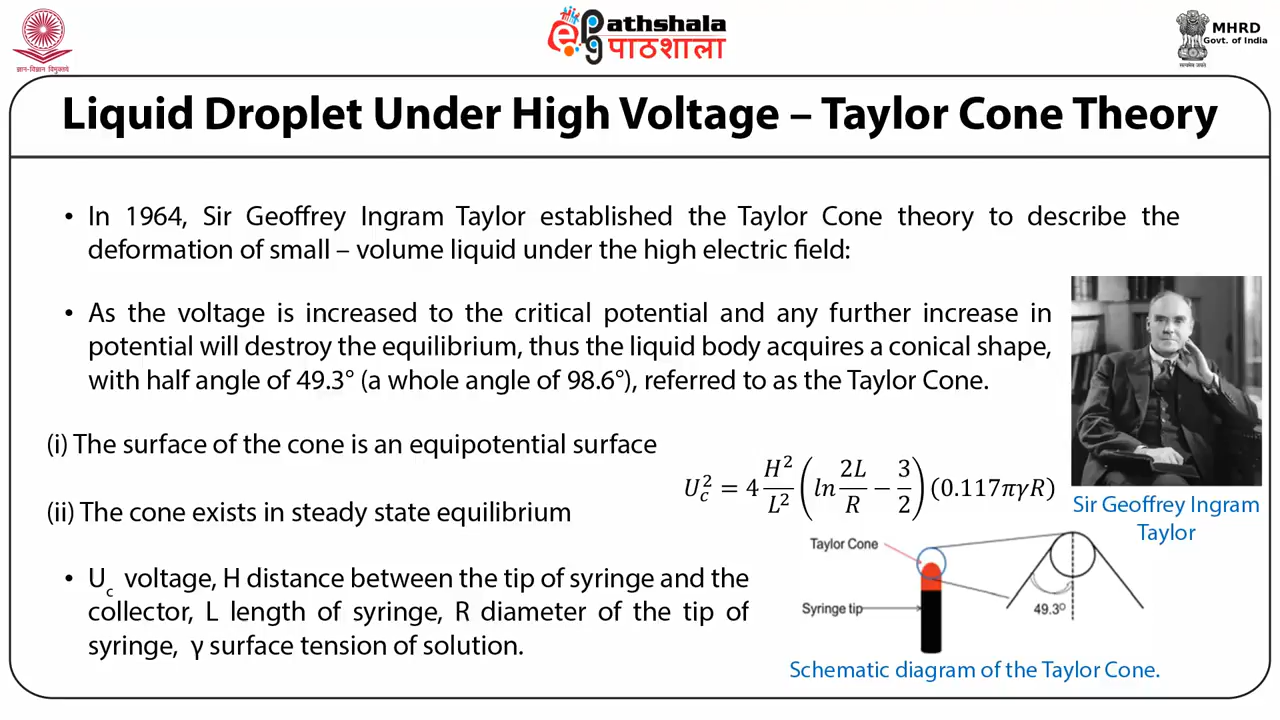 ज्ञान-विज्ञान विमुक्तये
epg
athshala
पाठशाला
MHRD
Govt. of India
सत्यमेव जयते
Liquid Droplet Under High Voltage – Taylor Cone Theory
• In 1964, Sir Geoffrey Ingram Taylor established the Taylor Cone theory to describe the
deformation of small – volume liquid under the high electric field:
• As the voltage is increased to the critical potential and any further increase in
potential will destroy the equilibrium, thus the liquid body acquires a conical shape,
with half angle of 49.3° (a whole angle of 98.6°), referred to as the Taylor Cone.
(i) The surface of the cone is an equipotential surface
U_c^2 = 4 H^2/L^2 (ln 2L/R − 3/2) (0.117πγR)
(ii) The cone exists in steady state equilibrium
Sir Geoffrey Ingram
Taylor
• U_c voltage, H distance between the tip of syringe and the
collector, L length of syringe, R diameter of the tip of
syringe, γ surface tension of solution.
Taylor Cone
Syringe tip
49.3⁰
Schematic diagram of the Taylor Cone.